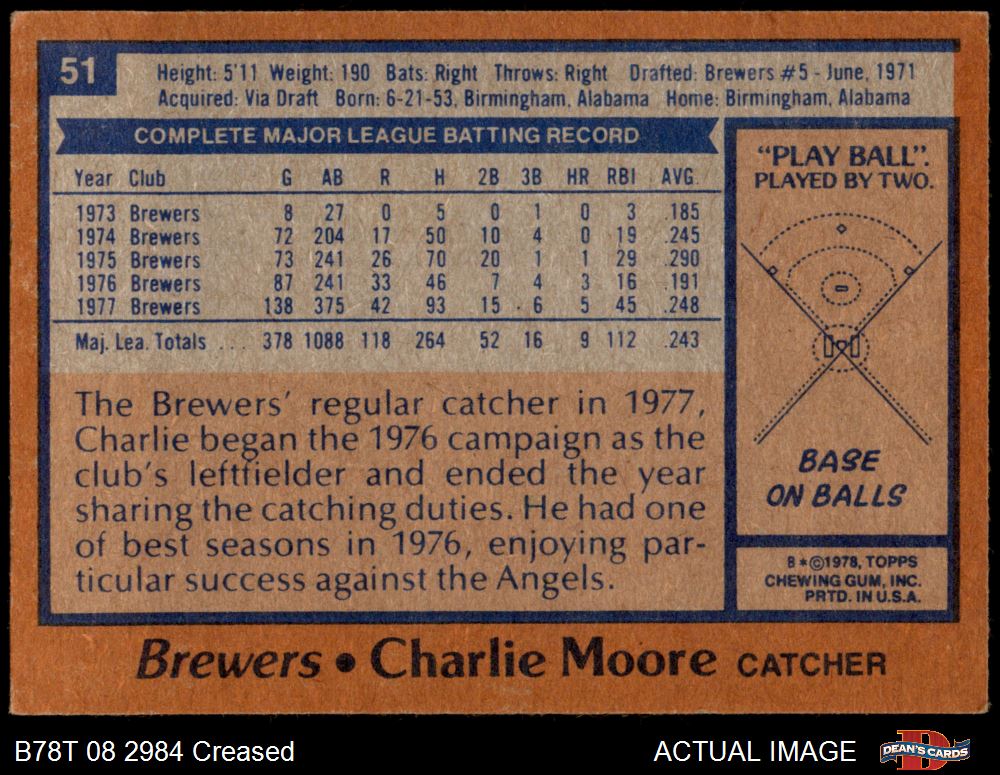 51
Height: 5'11 Weight: 190 Bats: Right Throws: Right Drafted: Brewers #5 - June, 1971
Acquired: Via Draft Born: 6-21-53, Birmingham, Alabama Home: Birmingham, Alabama
COMPLETE MAJOR LEAGUE BATTING RECORD
Year Club G AB R H 2B 3B HR RBI AVG.
1973 Brewers 8 27 0 5 0 1 0 3 .185
1974 Brewers 72 204 17 50 10 4 0 19 .245
1975 Brewers 73 241 26 70 20 1 1 29 .290
1976 Brewers 87 241 33 46 7 4 3 16 .191
1977 Brewers 138 375 42 93 15 6 5 45 .248
Maj. Lea. Totals ... 378 1088 118 264 52 16 9 112 .243
The Brewers' regular catcher in 1977,
Charlie began the 1976 campaign as the
club's leftfielder and ended the year
sharing the catching duties. He had one
of best seasons in 1976, enjoying par-
ticular success against the Angels.
"PLAY BALL".
PLAYED BY TWO.
BASE
ON BALLS
B*©1978, TOPPS
CHEWING GUM, INC.
PRTD. IN U.S.A.
Brewers • Charlie Moore CATCHER
B78T 08 2984 Creased
ACTUAL IMAGE
DEAN'S CARDS